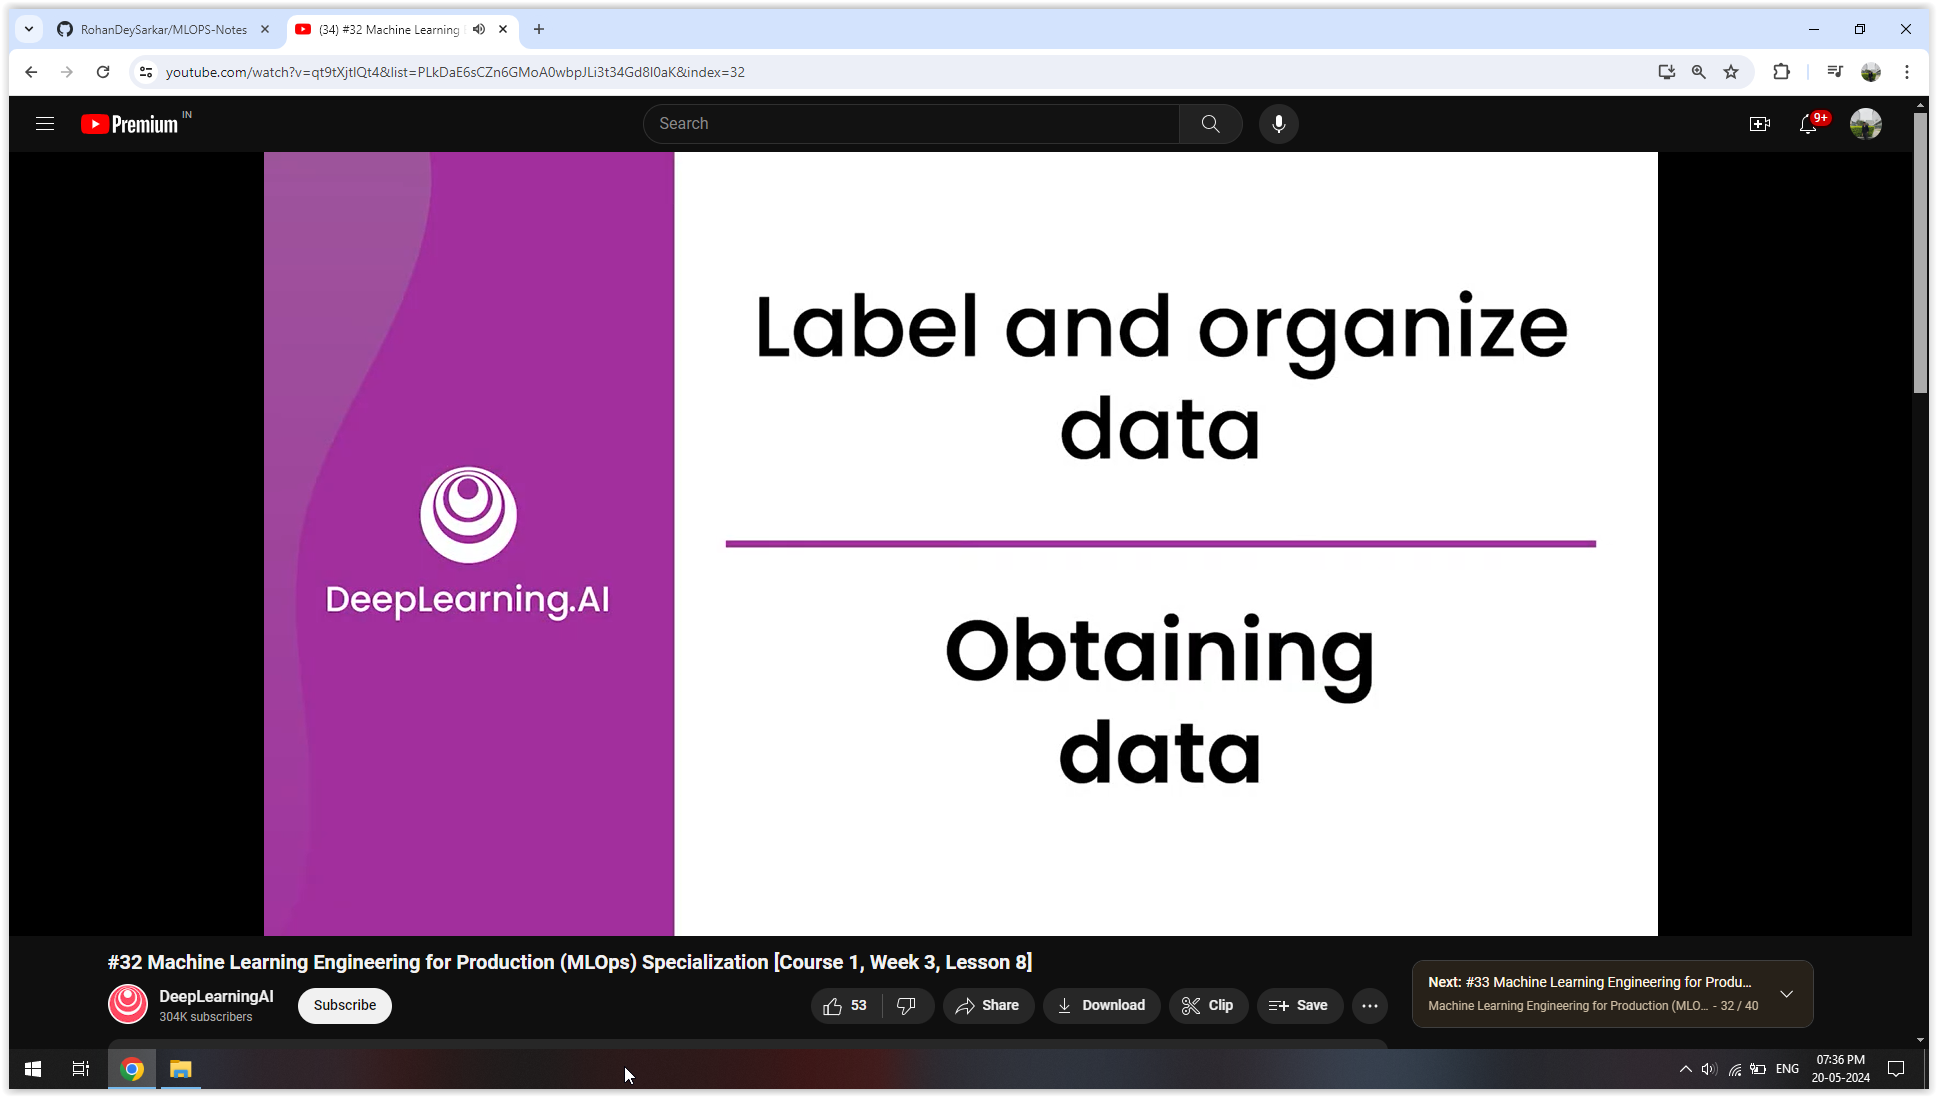 RohanDeySarkar/MLOPS-Notes
(34) #32 Machine Learning
youtube.com/watch?v=qt9tXjtlQt4&list=PLkDaE6sCZn6GMoA0wbpJLi3t34Gd8l0aK&index=32
Premium IN
Search
9+
Label and organize
data
DeepLearning.AI
Obtaining
data
#32 Machine Learning Engineering for Production (MLOps) Specialization [Course 1, Week 3, Lesson 8]
DeepLearningAI
304K subscribers
Subscribe
53
Share
Download
Clip
Save
Next: #33 Machine Learning Engineering for Produ...
Machine Learning Engineering for Production (MLO... - 32 / 40
ENG
07:36 PM
20-05-2024